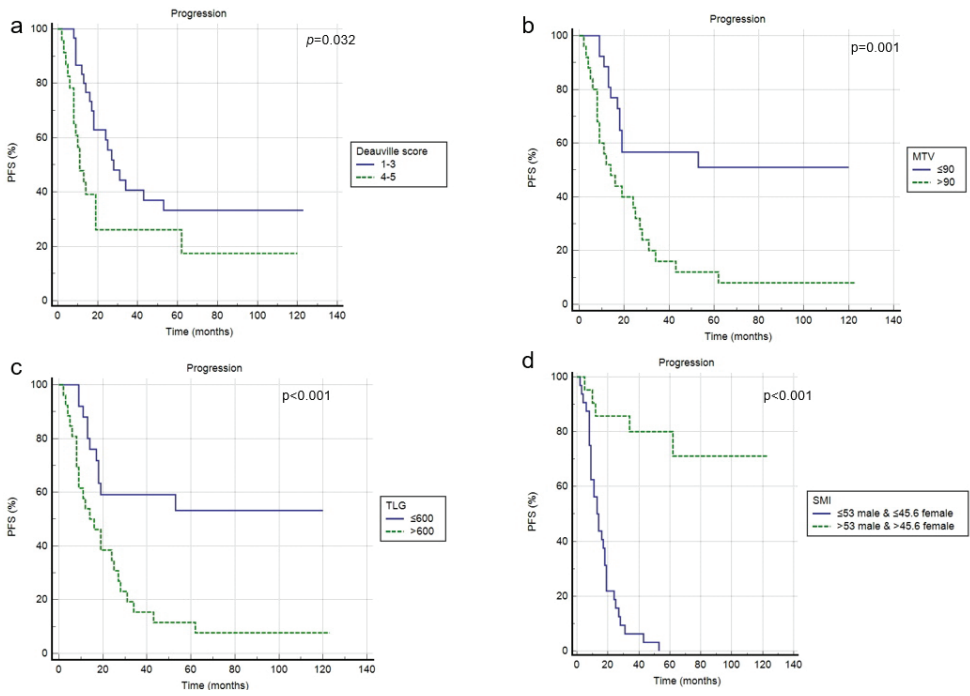 a
Progression
p=0.032
PFS (%)
100
80
60
40
20
0
0 20 40 60 80 100 120 140
Time (months)
Deauville score
1-3
4-5
b
Progression
p=0.001
PFS (%)
100
80
60
40
20
0
0 20 40 60 80 100 120 140
Time (months)
MTV
≤90
>90
c
Progression
p<0.001
PFS (%)
100
80
60
40
20
0
0 20 40 60 80 100 120 140
Time (months)
TLG
≤600
>600
d
Progression
p<0.001
PFS (%)
100
80
60
40
20
0
0 20 40 60 80 100 120 140
Time (months)
SMI
≤53 male & ≤45.6 female
>53 male & >45.6 female